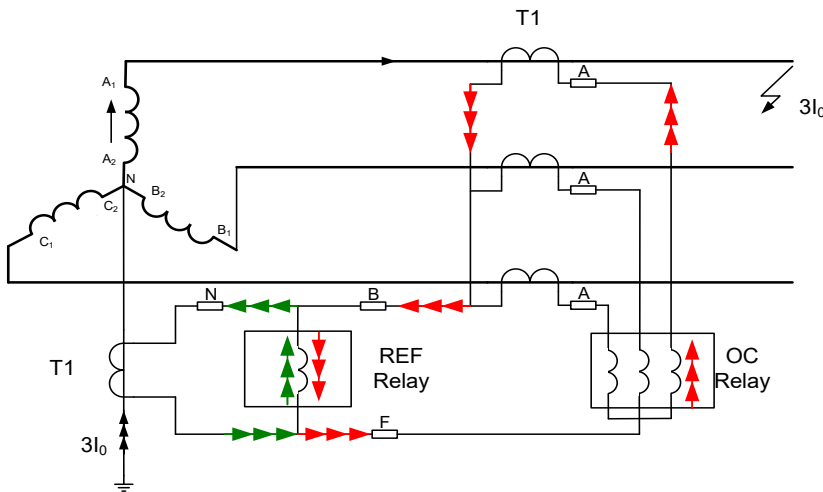 T1
A₁
A
3I₀
A₂
N
B₂
A
C₂
C₁
B₁
N
B
A
T1
REF
Relay
OC
Relay
F
3I₀